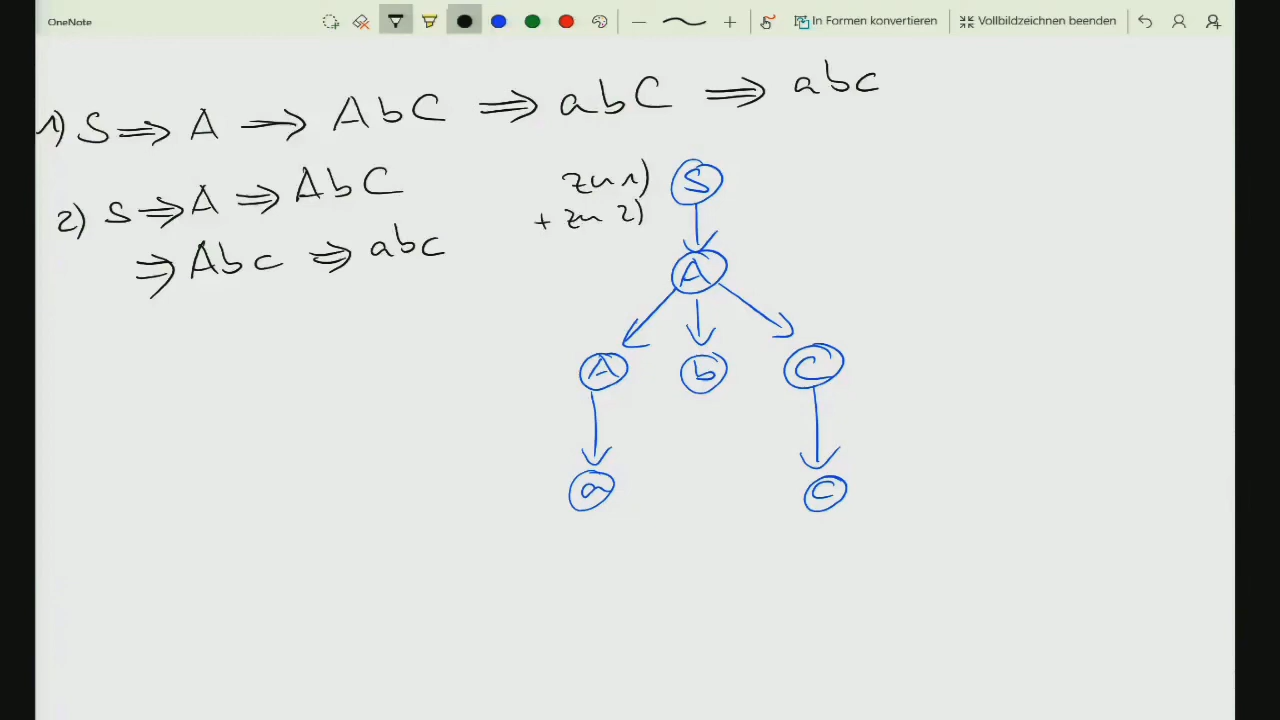 OneNote
In Formen konvertieren
Vollbildzeichnen beenden
1) S ⇒ A → AbC ⇒ abC ⇒ abc
2) S ⇒ A ⇒ AbC
⇒ Abc ⇒ abc
zu 1)
+ zu 2)
S
A
A b C
a c